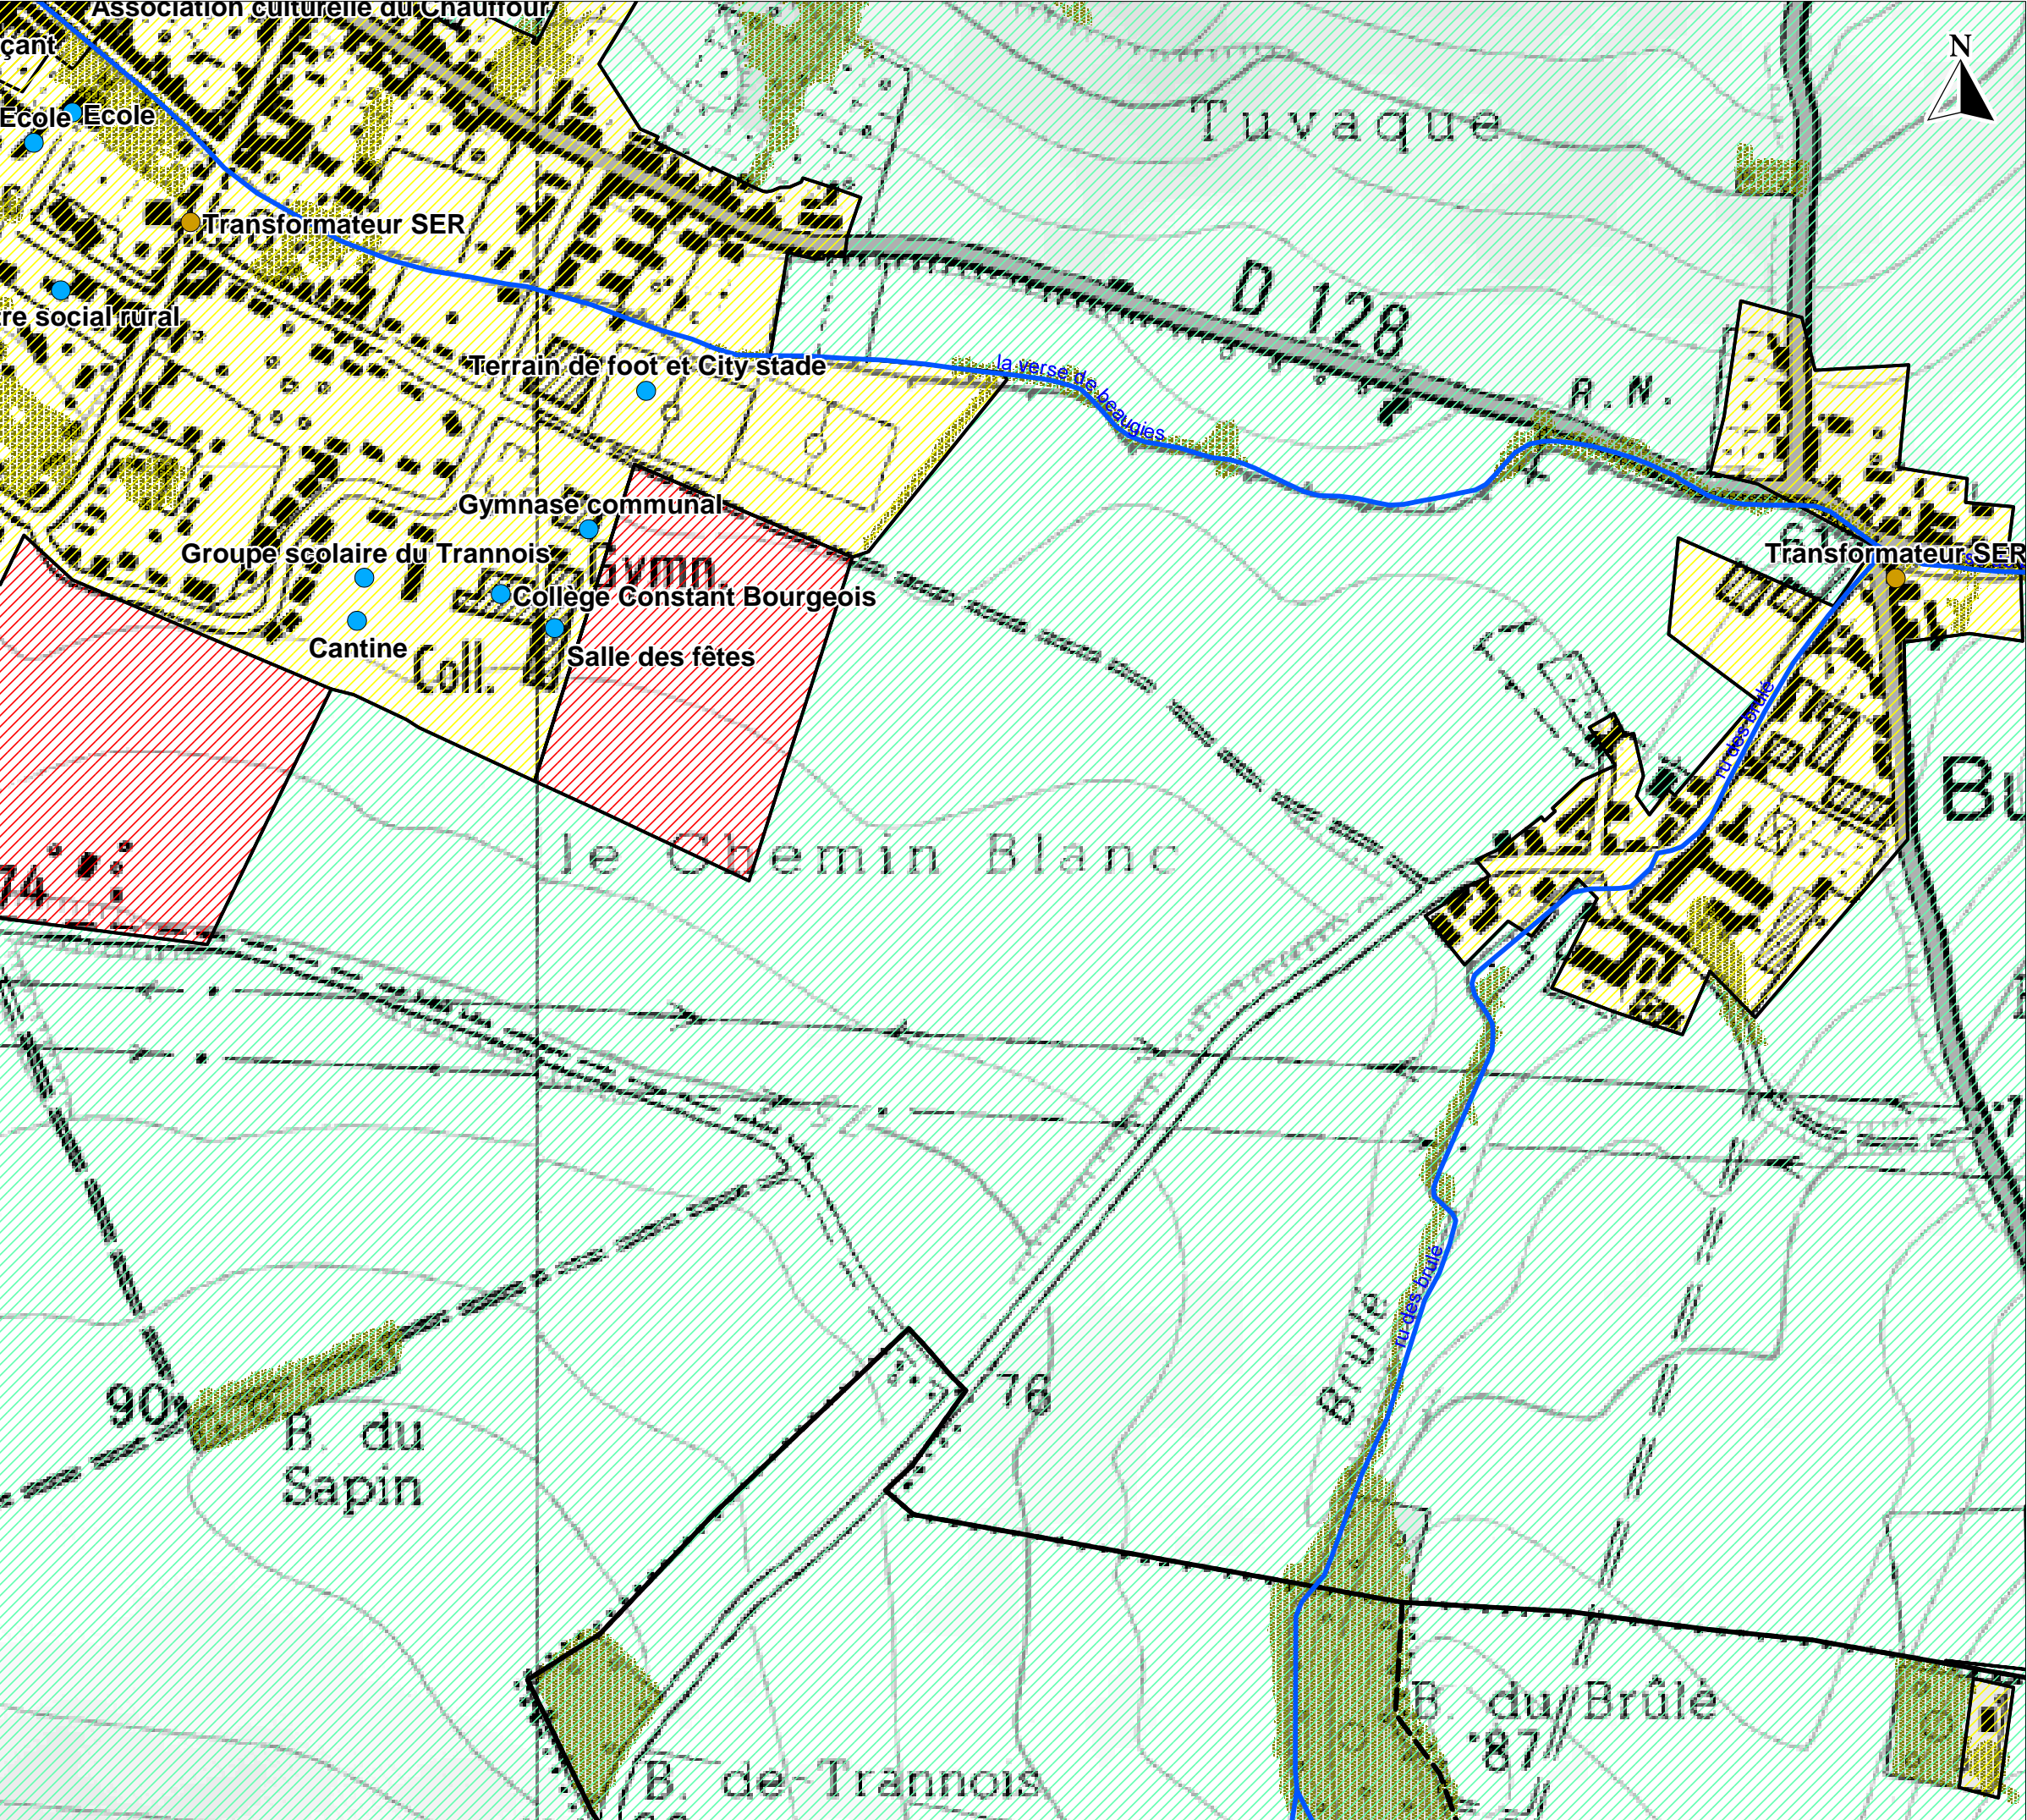 Association culturelle du Chauffour
çant
N
Ecole
Ecole
Tuvaque
Transformateur SER
tre social rural
D 128
Terrain de foot et City stade
la verse de beaugies
R. N.
Gymnase communal
Groupe scolaire du Trannois
Gymn.
Transformateur SER
Collège Constant Bourgeois
Cantine
Coll.
Salle des fêtes
ru des brulé
Bu
le Chemin Blanc
74
ru des brulé
Brule
90
76
B. du
Sapin
B. du Brûle
87
B. de Trannois